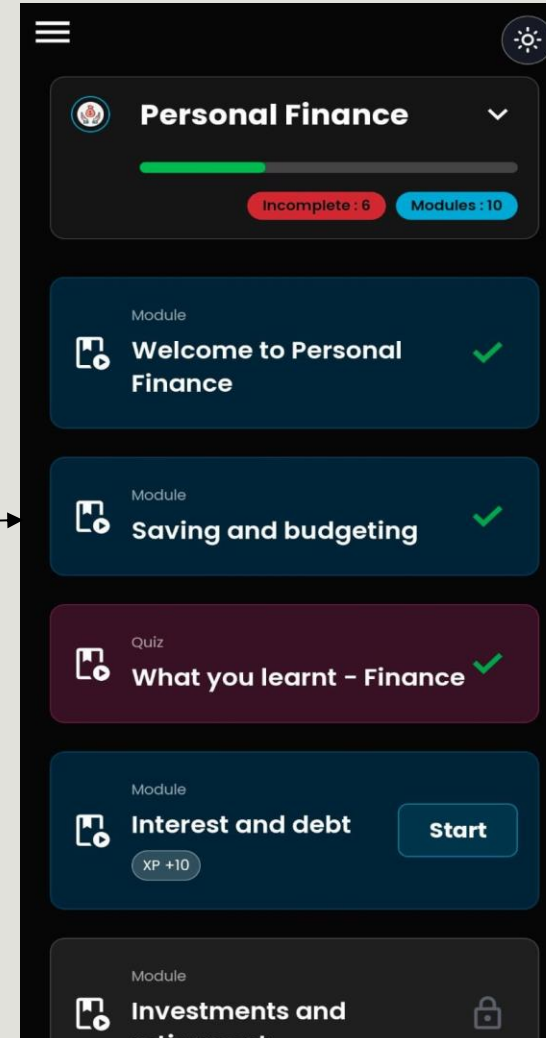 Personal Finance
Incomplete : 6
Modules : 10
Module
Welcome to Personal
Finance
Module
Saving and budgeting
Quiz
What you learnt - Finance
Module
Interest and debt
Start
XP +10
Module
Investments and